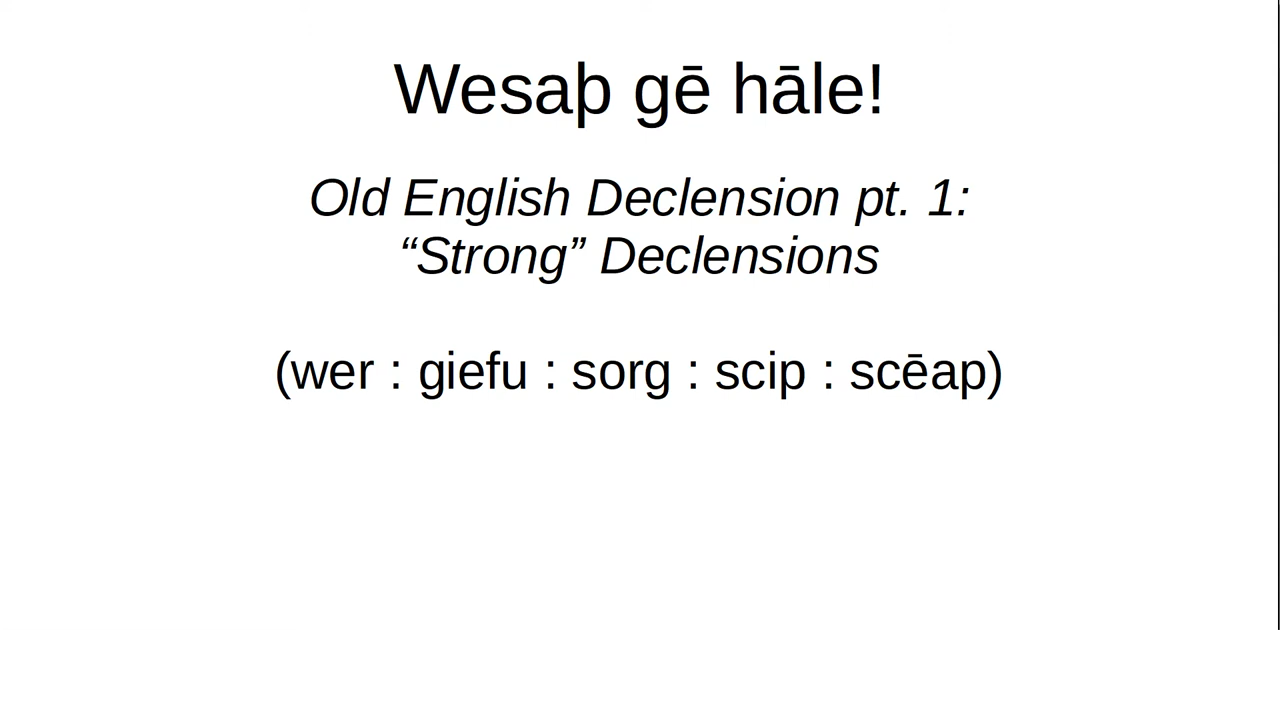 Wesaþ gē hāle!
Old English Declension pt. 1:
“Strong” Declensions
(wer : giefu : sorg : scip : scēap)